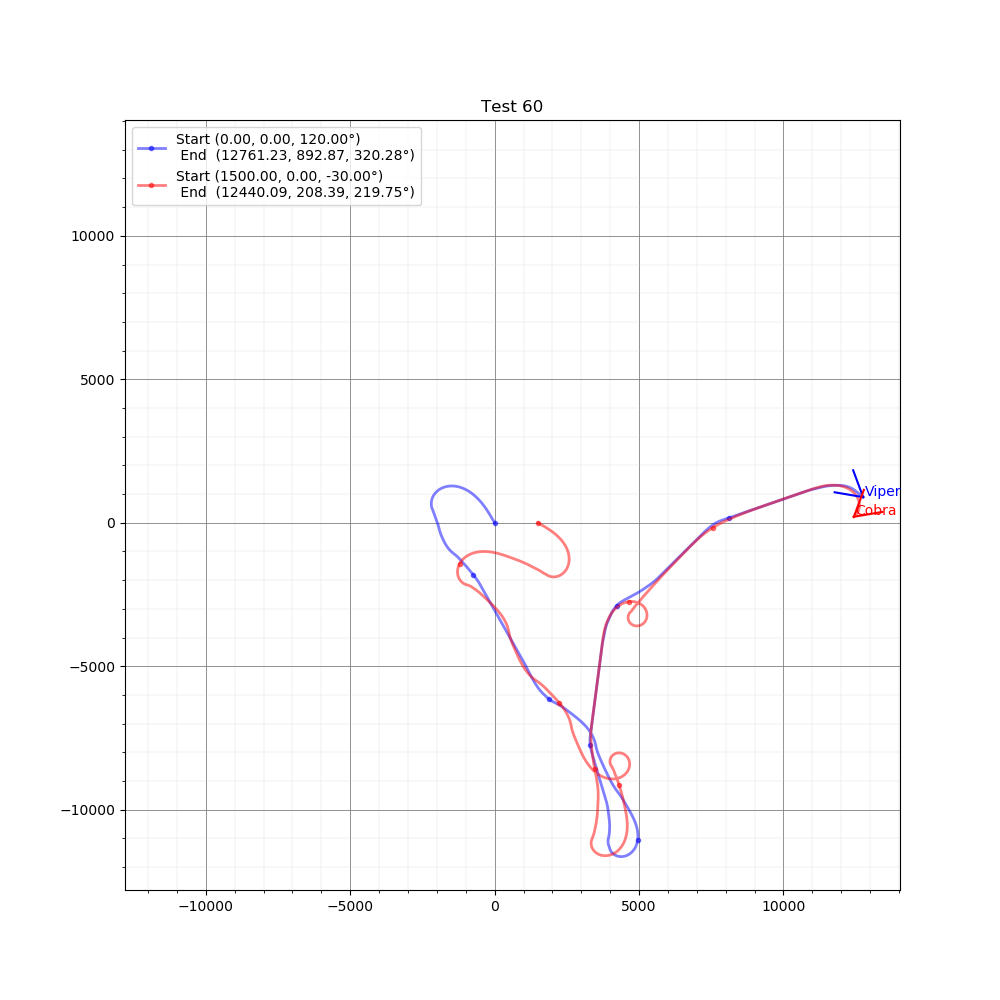 Test 60
Start (0.00, 0.00, 120.00°)
End (12761.23, 892.87, 320.28°)
Start (1500.00, 0.00, -30.00°)
End (12440.09, 208.39, 219.75°)
10000
5000
0
−5000
−10000
Viper
Cobra
−10000
−5000
0
5000
10000